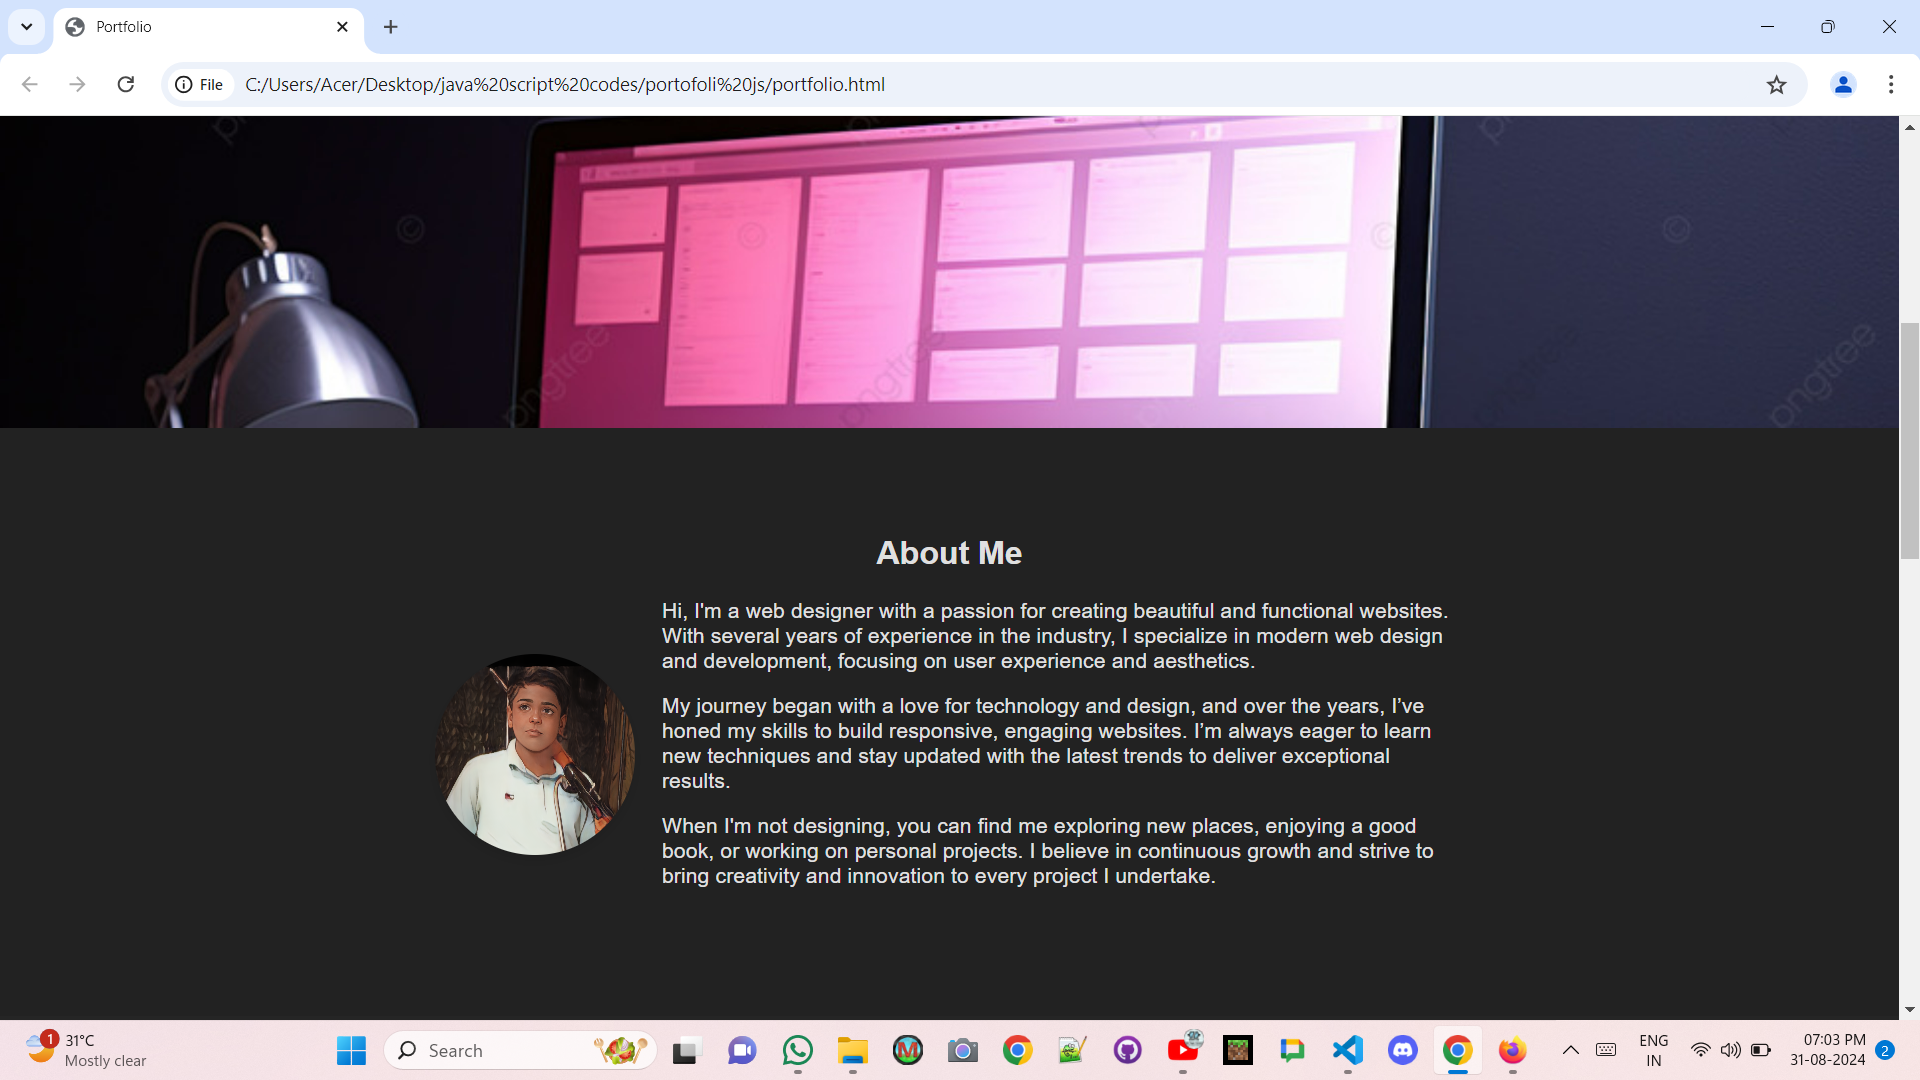 Portfolio
File
C:/Users/Acer/Desktop/java%20script%20codes/portofoli%20js/portfolio.html
pngtree
pngtree
pngtree
About Me
Hi, I'm a web designer with a passion for creating beautiful and functional websites.
With several years of experience in the industry, I specialize in modern web design
and development, focusing on user experience and aesthetics.
My journey began with a love for technology and design, and over the years, I’ve
honed my skills to build responsive, engaging websites. I’m always eager to learn
new techniques and stay updated with the latest trends to deliver exceptional
results.
When I'm not designing, you can find me exploring new places, enjoying a good
book, or working on personal projects. I believe in continuous growth and strive to
bring creativity and innovation to every project I undertake.
1
31°C
Mostly clear
Search
ENG
IN
07:03 PM
31-08-2024
2